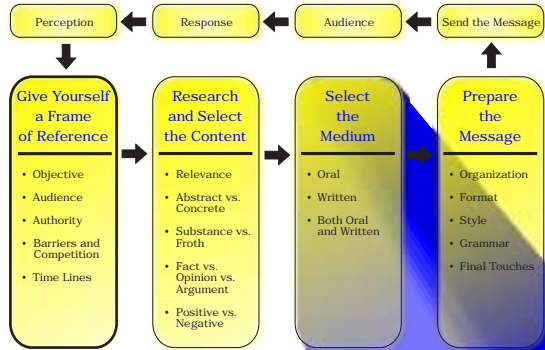 Perception
Response
Audience
Send the Message
Give Yourself
a Frame
of Reference
• Objective
• Audience
• Authority
• Barriers and
Competition
• Time Lines
Research
and Select
the Content
• Relevance
• Abstract vs.
Concrete
• Substance vs.
Froth
• Fact vs.
Opinion vs.
Argument
• Positive vs.
Negative
Select
the
Medium
• Oral
• Written
• Both Oral
and Written
Prepare
the
Message
• Organization
• Format
• Style
• Grammar
• Final Touches